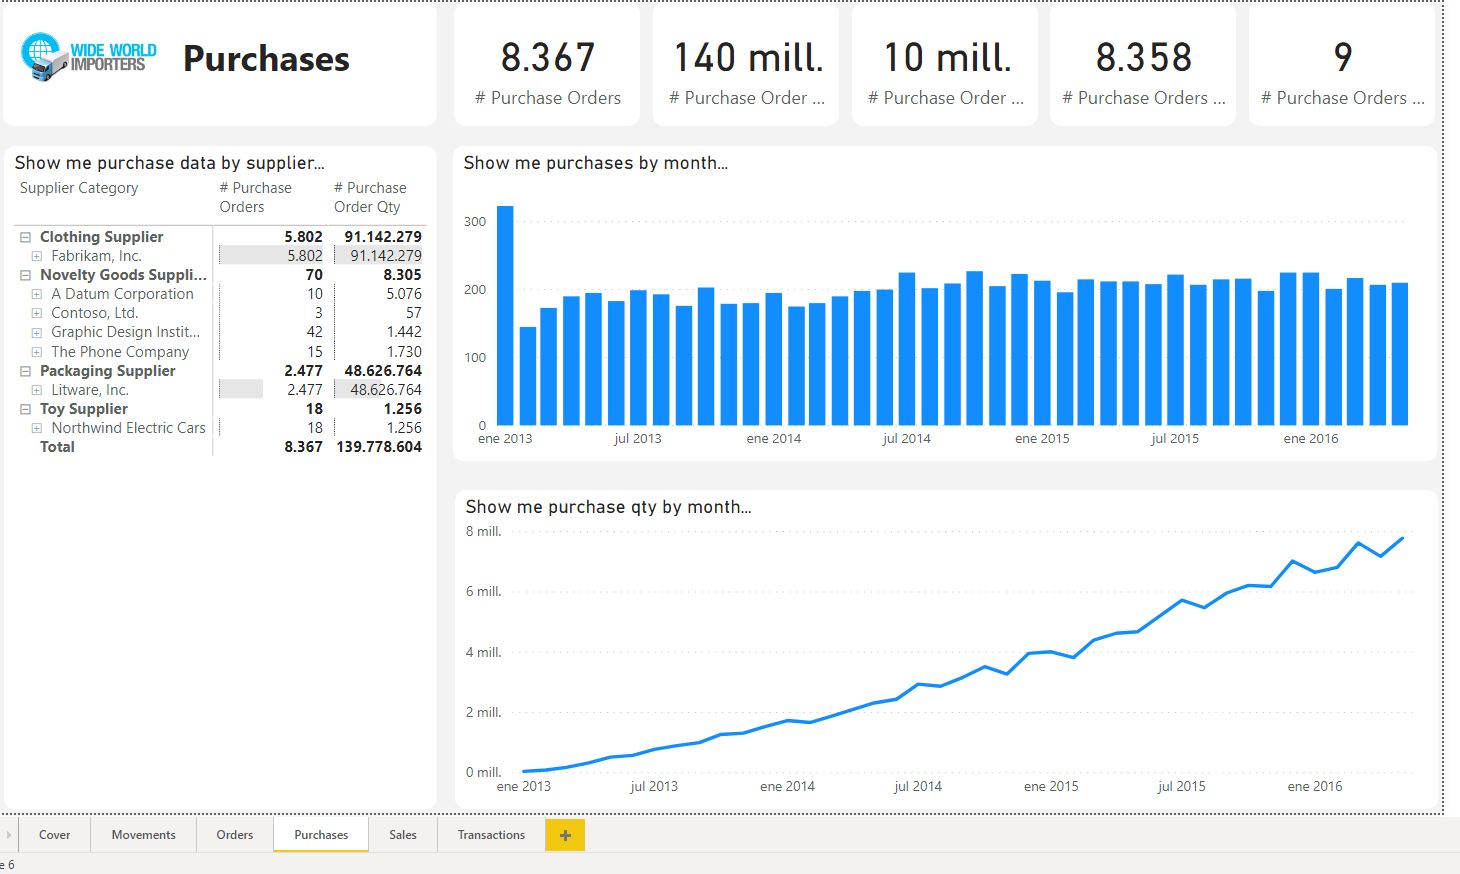 WIDE WORLD
IMPORTERS
Purchases
8.367
# Purchase Orders
140 mill.
# Purchase Order ...
10 mill.
# Purchase Order ...
8.358
# Purchase Orders ...
9
# Purchase Orders ...
Show me purchase data by supplier...
Supplier Category # Purchase Orders # Purchase Order Qty
Clothing Supplier 5.802 91.142.279
Fabrikam, Inc. 5.802 91.142.279
Novelty Goods Suppli... 70 8.305
A Datum Corporation 10 5.076
Contoso, Ltd. 3 57
Graphic Design Instit... 42 1.442
The Phone Company 15 1.730
Packaging Supplier 2.477 48.626.764
Litware, Inc. 2.477 48.626.764
Toy Supplier 18 1.256
Northwind Electric Cars 18 1.256
Total 8.367 139.778.604
Show me purchases by month...
300
200
100
0
ene 2013 jul 2013 ene 2014 jul 2014 ene 2015 jul 2015 ene 2016
Show me purchase qty by month...
8 mill.
6 mill.
4 mill.
2 mill.
0 mill.
ene 2013 jul 2013 ene 2014 jul 2014 ene 2015 jul 2015 ene 2016
Cover Movements Orders Purchases Sales Transactions +
e 6